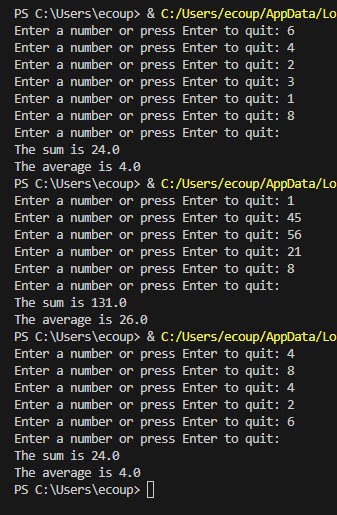 PS C:\Users\ecoup> & C:/Users/ecoup/AppData/Lo
Enter a number or press Enter to quit: 6
Enter a number or press Enter to quit: 4
Enter a number or press Enter to quit: 2
Enter a number or press Enter to quit: 3
Enter a number or press Enter to quit: 1
Enter a number or press Enter to quit: 8
Enter a number or press Enter to quit:
The sum is 24.0
The average is 4.0
PS C:\Users\ecoup> & C:/Users/ecoup/AppData/Lo
Enter a number or press Enter to quit: 1
Enter a number or press Enter to quit: 45
Enter a number or press Enter to quit: 56
Enter a number or press Enter to quit: 21
Enter a number or press Enter to quit: 8
Enter a number or press Enter to quit:
The sum is 131.0
The average is 26.0
PS C:\Users\ecoup> & C:/Users/ecoup/AppData/Lo
Enter a number or press Enter to quit: 4
Enter a number or press Enter to quit: 8
Enter a number or press Enter to quit: 4
Enter a number or press Enter to quit: 2
Enter a number or press Enter to quit: 6
Enter a number or press Enter to quit:
The sum is 24.0
The average is 4.0
PS C:\Users\ecoup>